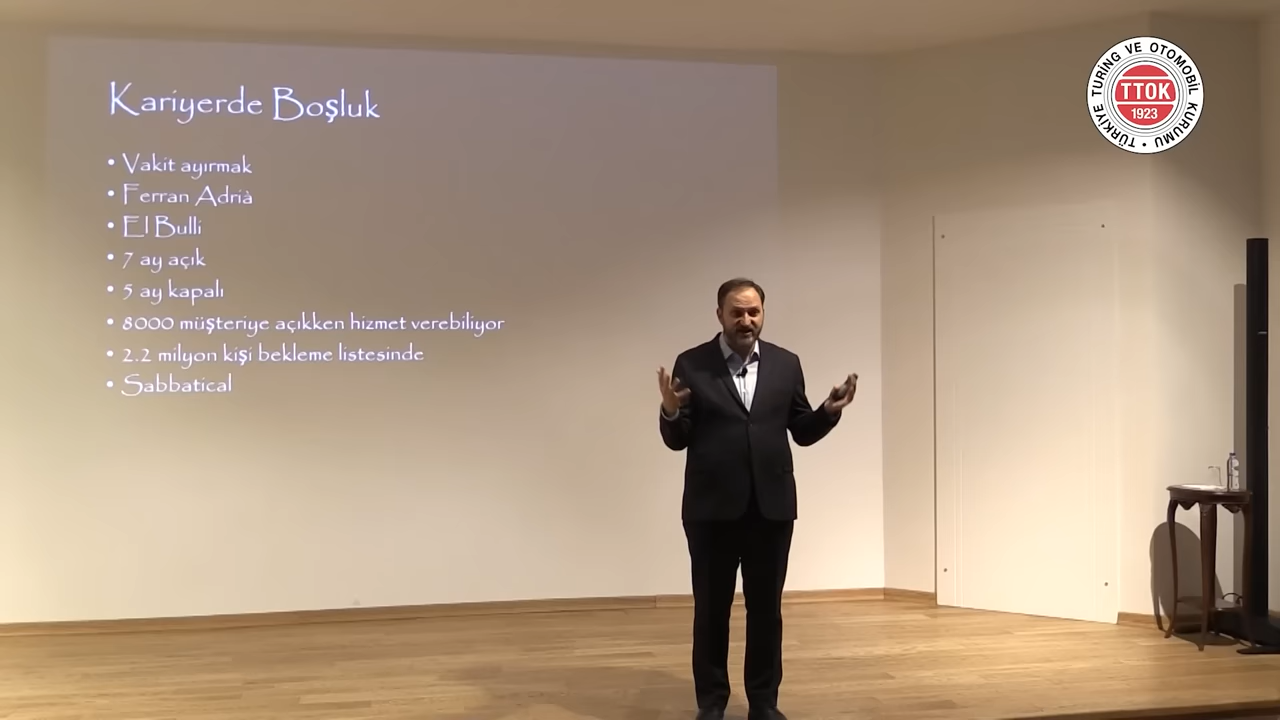 Kariyerde Boşluk
• Vakit ayırmak
• Ferran Adrià
• El Bulli
• 7 ay açık
• 5 ay kapalı
• 8000 müşteriye açıkken hizmet verebiliyor
• 2.2 milyon kişi bekleme listesinde
• Sabbatical
TÜRKİYE TURİNG VE OTOMOBİL KURUMU •
TTOK
1923